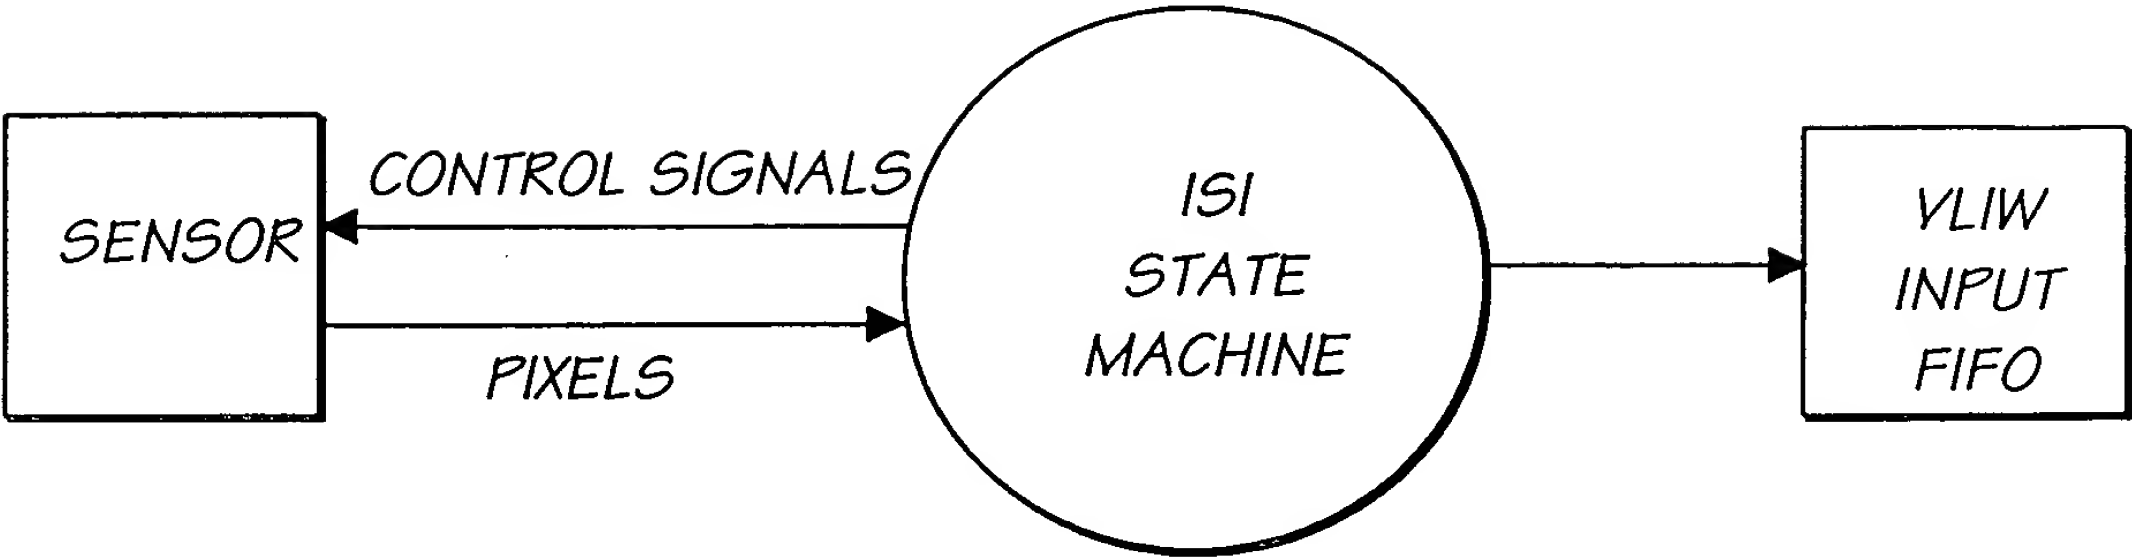 CONTROL SIGNALS
SENSOR
PIXELS
ISI
STATE
MACHINE
VLIW
INPUT
FIFO